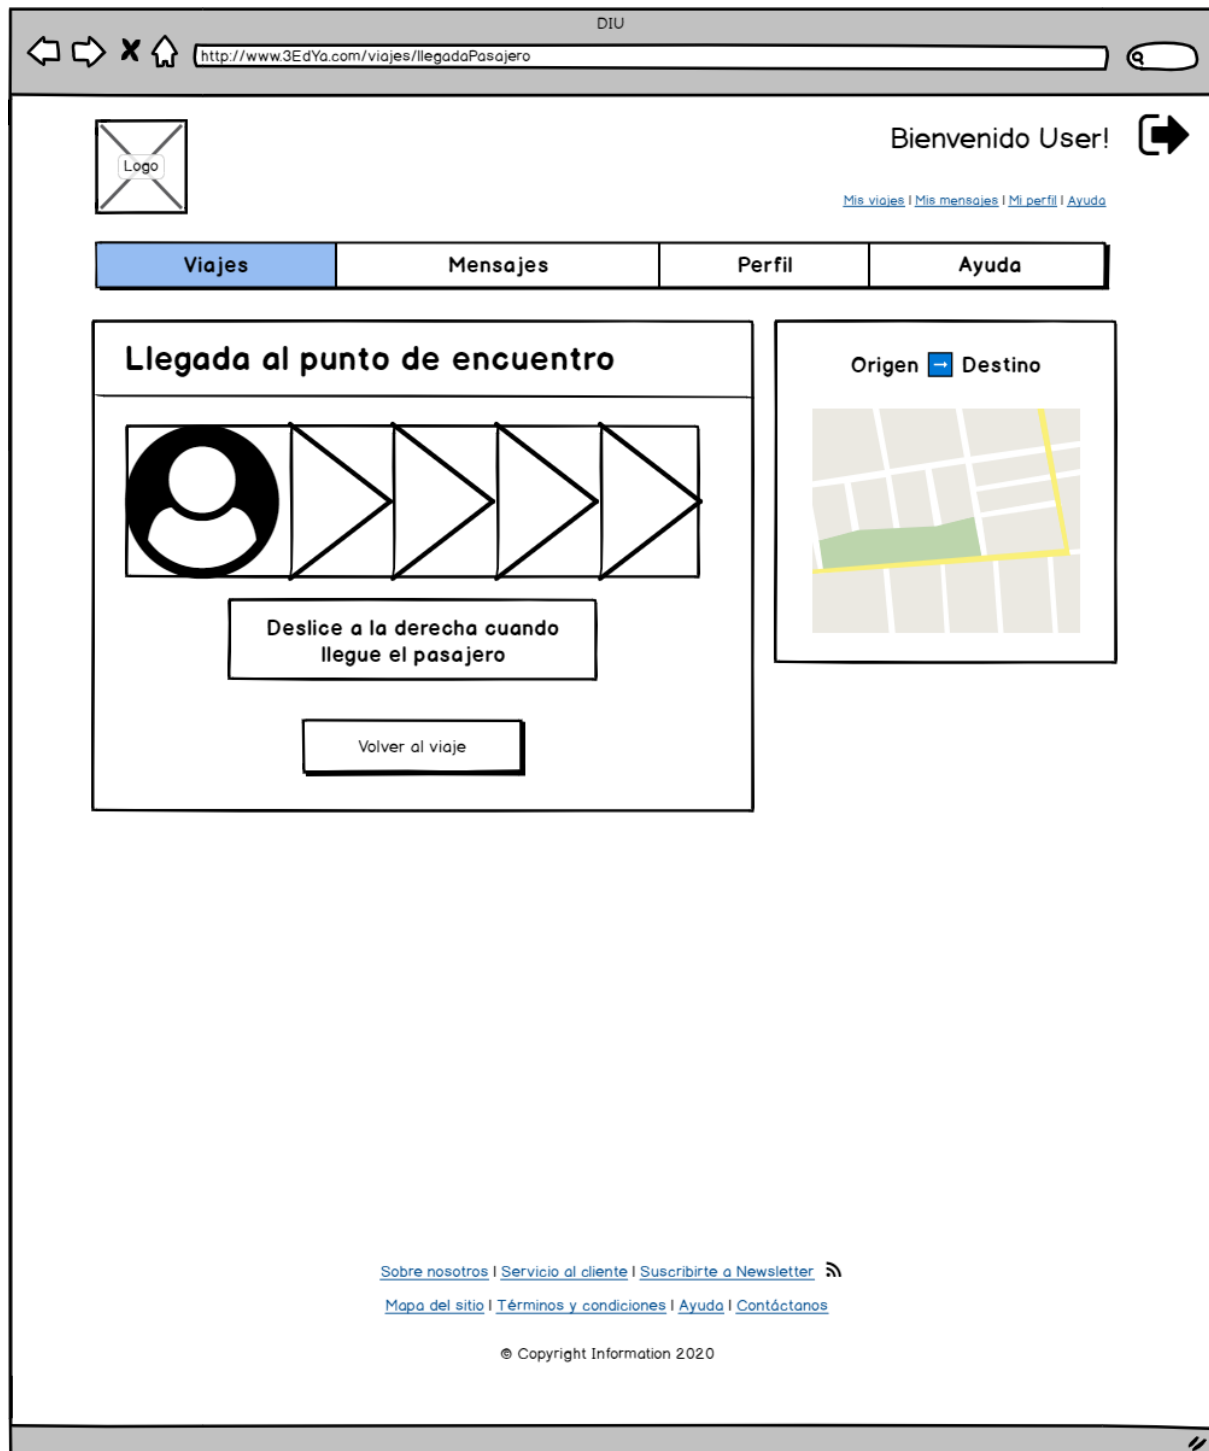 DIU
http://www.3EdYa.com/viajes/llegadaPasajero
Logo
Bienvenido User!
Mis viajes | Mis mensajes | Mi perfil | Ayuda
Viajes Mensajes Perfil Ayuda
Llegada al punto de encuentro
Origen → Destino
Deslice a la derecha cuando
llegue el pasajero
Volver al viaje
Sobre nosotros | Servicio al cliente | Suscribirte a Newsletter
Mapa del sitio | Términos y condiciones | Ayuda | Contáctanos
© Copyright Information 2020